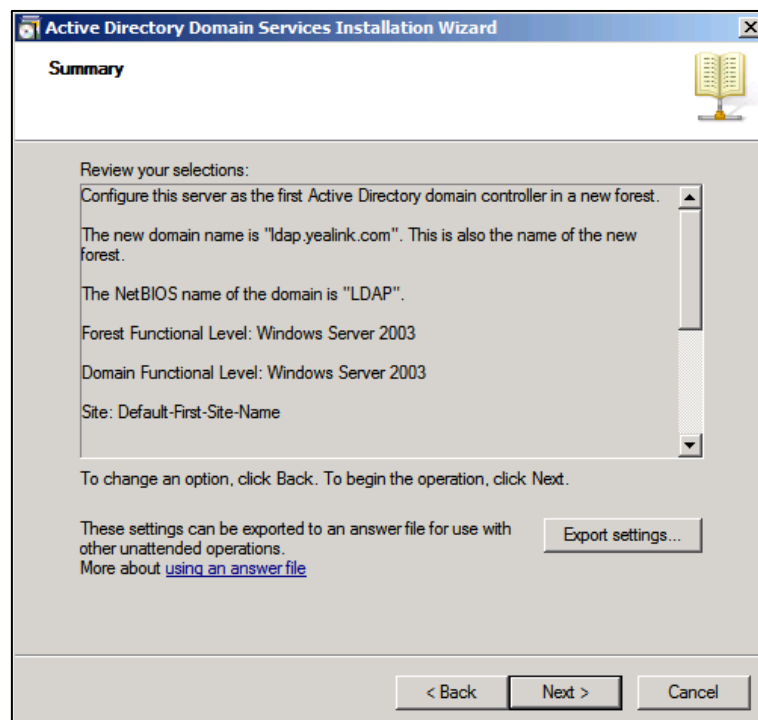 Active Directory Domain Services Installation Wizard
Summary
Review your selections:
Configure this server as the first Active Directory domain controller in a new forest.
The new domain name is "ldap.yealink.com". This is also the name of the new
forest.
The NetBIOS name of the domain is "LDAP".
Forest Functional Level: Windows Server 2003
Domain Functional Level: Windows Server 2003
Site: Default-First-Site-Name
To change an option, click Back. To begin the operation, click Next.
These settings can be exported to an answer file for use with
other unattended operations.
More about using an answer file
Export settings...
< Back
Next >
Cancel